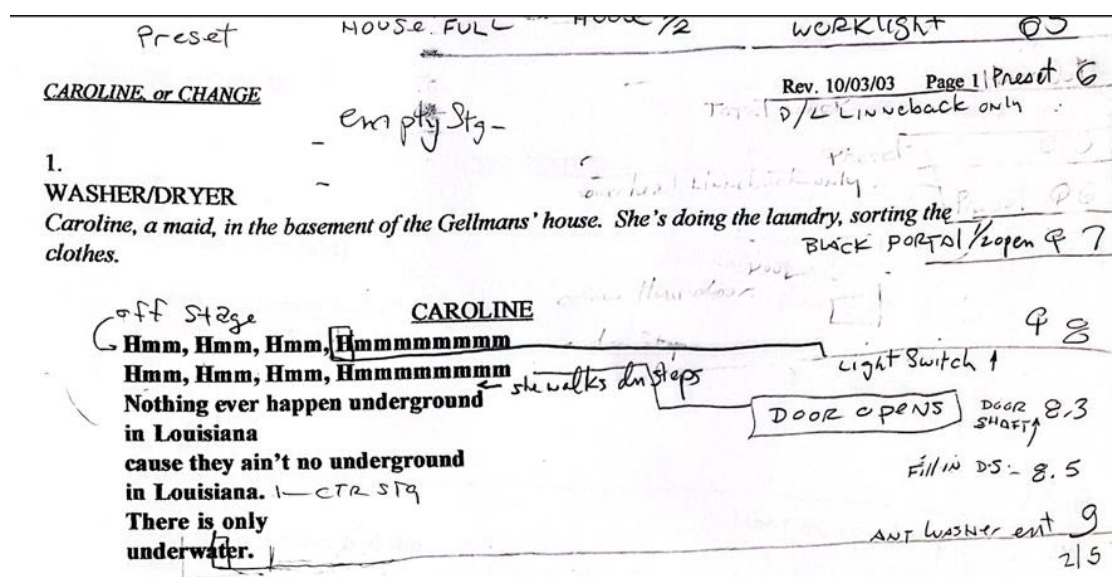 Preset HOUSE FULL HOUSE 1/2 WORKLIGHT
CAROLINE, or CHANGE
Rev. 10/03/03 Page 1 Preset 6
D/L Linneback only
empty Stg-
1.
WASHER/DRYER
Caroline, a maid, in the basement of the Gellmans' house. She's doing the laundry, sorting the
clothes.
BLACK PORTAL 1/2 open Q 7
off Stage
CAROLINE
Hmm, Hmm, Hmm, Hmmmmmmmmm
Q 8
Light Switch ↑
Hmm, Hmm, Hmm, Hmmmmmmmmm
← she walks dn Steps
Nothing ever happen underground
DOOR OPENS DOOR SHAFT ↑ 8.3
in Louisiana
cause they ain't no underground
Fill in D.S. - 8.5
in Louisiana. CTR STG
There is only
ANT WASHER ent 9
underwater.
2/5